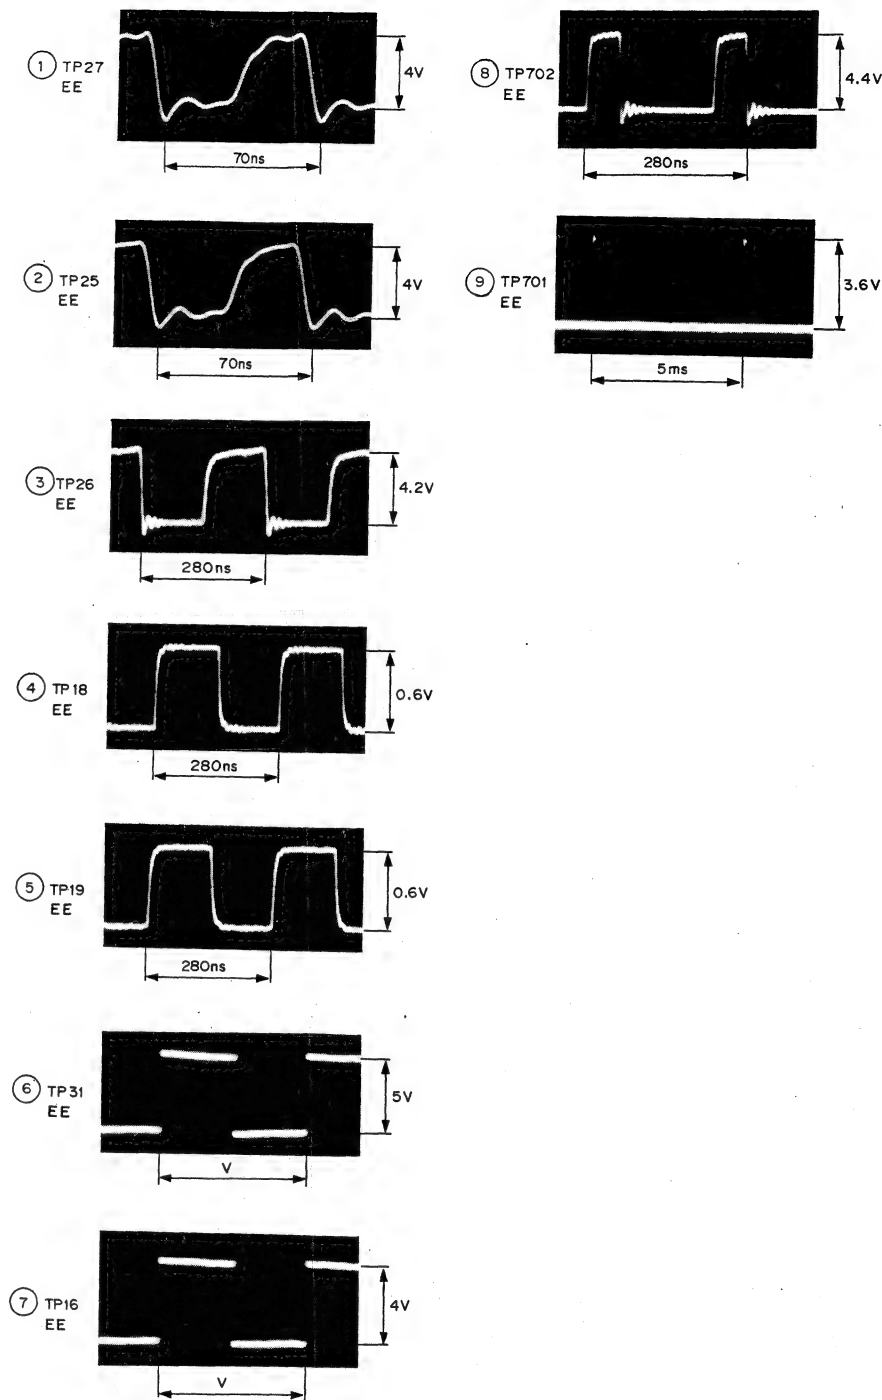 1 TP27
EE
4V
70ns
2 TP25
EE
4V
70ns
3 TP26
EE
4.2V
280ns
4 TP18
EE
0.6V
280ns
5 TP19
EE
0.6V
280ns
6 TP31
EE
5V
V
7 TP16
EE
4V
V
8 TP702
EE
4.4V
280ns
9 TP701
EE
3.6V
5ms